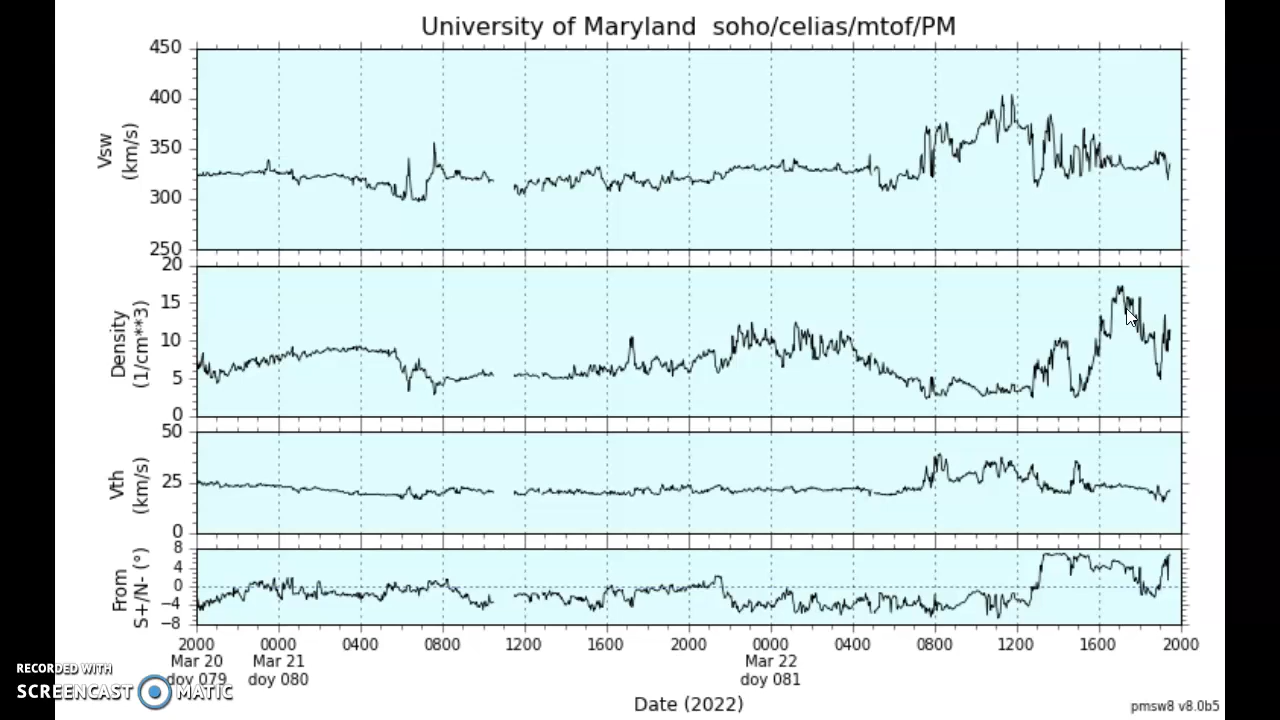 University of Maryland  soho/celias/mtof/PM
450
400
350
300
250
Vsw
(km/s)
20
15
10
5
0
Density
(1/cm**3)
50
25
0
Vth
(km/s)
8
4
0
−4
−8
From
S+/N- (°)
2000 0000 0400 0800 1200 1600 2000 0000 0400 0800 1200 1600 2000
Mar 20 Mar 21 Mar 22
doy 079 doy 080 doy 081
Date (2022)
pmsw8 v8.0b5
RECORDED WITH
SCREENCAST MATIC